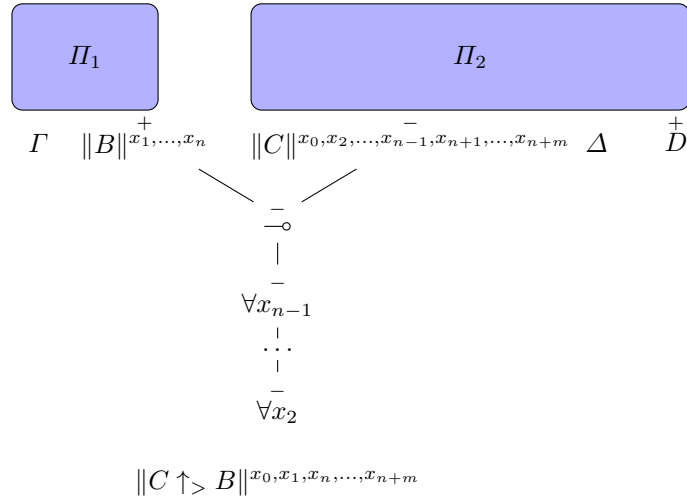 Π₁ Π₂
+ − +
Γ ‖B‖^{x₁,...,xₙ} ‖C‖^{x₀,x₂,...,xₙ₋₁,xₙ₊₁,...,xₙ₊ₘ} Δ D
−
⊸
−
∀xₙ₋₁
...
−
∀x₂
‖C ↑_> B‖^{x₀,x₁,xₙ,...,xₙ₊ₘ}